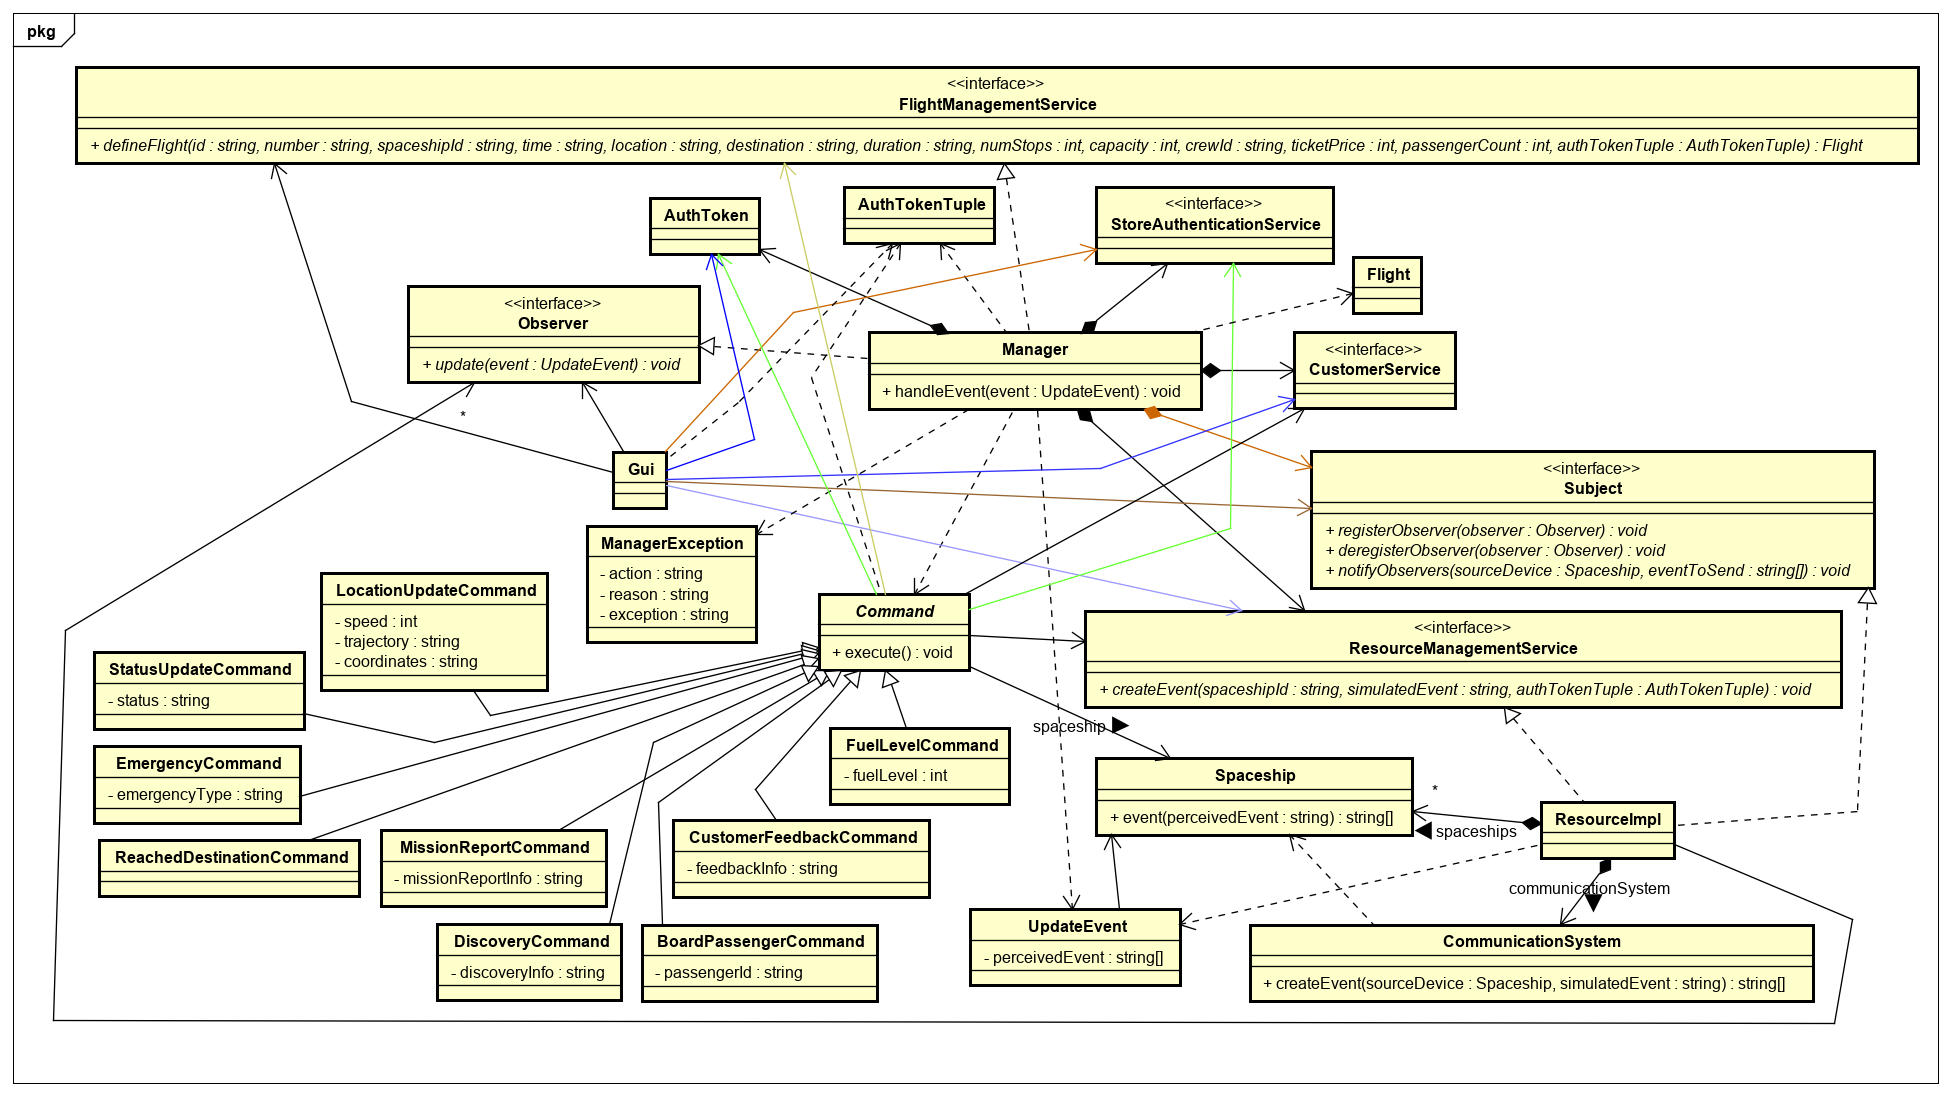 pkg
<<interface>>
FlightManagementService
+ defineFlight(id : string, number : string, spaceshipId : string, time : string, location : string, destination : string, duration : string, numStops : int, capacity : int, crewId : string, ticketPrice : int, passengerCount : int, authTokenTuple : AuthTokenTuple) : Flight
AuthToken
AuthTokenTuple
<<interface>>
StoreAuthenticationService
Flight
<<interface>>
Observer
+ update(event : UpdateEvent) : void
*
Manager
+ handleEvent(event : UpdateEvent) : void
<<interface>>
CustomerService
Gui
<<interface>>
Subject
+ registerObserver(observer : Observer) : void
+ deregisterObserver(observer : Observer) : void
+ notifyObservers(sourceDevice : Spaceship, eventToSend : string[]) : void
ManagerException
- action : string
- reason : string
- exception : string
LocationUpdateCommand
- speed : int
- trajectory : string
- coordinates : string
Command
+ execute() : void
<<interface>>
ResourceManagementService
+ createEvent(spaceshipId : string, simulatedEvent : string, authTokenTuple : AuthTokenTuple) : void
StatusUpdateCommand
- status : string
spaceship
EmergencyCommand
- emergencyType : string
FuelLevelCommand
- fuelLevel : int
Spaceship
+ event(perceivedEvent : string) : string[]
*
spaceships
ResourceImpl
ReachedDestinationCommand
MissionReportCommand
- missionReportInfo : string
CustomerFeedbackCommand
- feedbackInfo : string
communicationSystem
DiscoveryCommand
- discoveryInfo : string
BoardPassengerCommand
- passengerId : string
UpdateEvent
- perceivedEvent : string[]
CommunicationSystem
+ createEvent(sourceDevice : Spaceship, simulatedEvent : string) : string[]